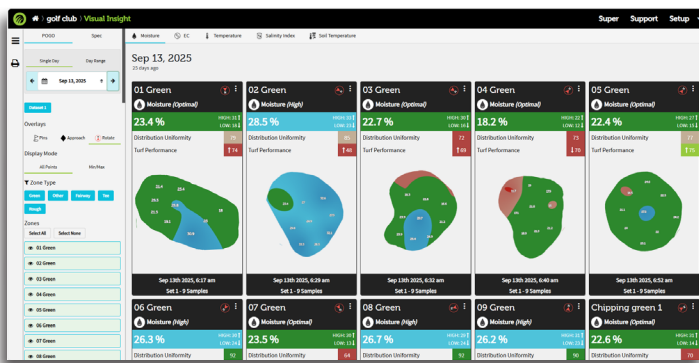 golf club ⟩ Visual Insight
Super Support Setup
POGO Spec
Moisture EC Temperature Salinity Index Soil Temperature
Single Day Day Range
Sep 13, 2025
Dataset 1
Overlays
Pins Approach Rotate
Display Mode
All Points Min/Max
Zone Type
Green Other Fairway Tee
Rough
Zones
Select All Select None
01 Green
02 Green
03 Green
04 Green
05 Green
06 Green
07 Green
08 Green
Sep 13, 2025
25 days ago
01 Green
Moisture (Optimal)
23.4 %
Distribution Uniformity
Turf Performance 74
Sep 13th 2025, 6:17 am
Set 1 - 9 Samples
02 Green
Moisture (High)
28.5 %
Distribution Uniformity
Turf Performance 48
Sep 13th 2025, 6:29 am
Set 1 - 9 Samples
03 Green
Moisture (Optimal)
22.7 %
Distribution Uniformity 72
Turf Performance 69
Sep 13th 2025, 6:32 am
Set 1 - 9 Samples
04 Green
Moisture (Optimal)
18.2 %
Distribution Uniformity 73
Turf Performance 76
Sep 13th 2025, 6:40 am
Set 1 - 9 Samples
05 Green
Moisture (Optimal)
22.4 %
Distribution Uniformity 77
Turf Performance
Sep 13th 2025, 6:52 am
Set 1 - 9 Samples
06 Green
Moisture (High)
26.3 %
Distribution Uniformity 92
07 Green
Moisture (Optimal)
23.5 %
Distribution Uniformity 64
08 Green
Moisture (High)
26.7 %
Distribution Uniformity 92
09 Green
Moisture (High)
26.2 %
Distribution Uniformity 90
Chipping green 1
Moisture (Optimal)
22.6 %
Distribution Uniformity 70